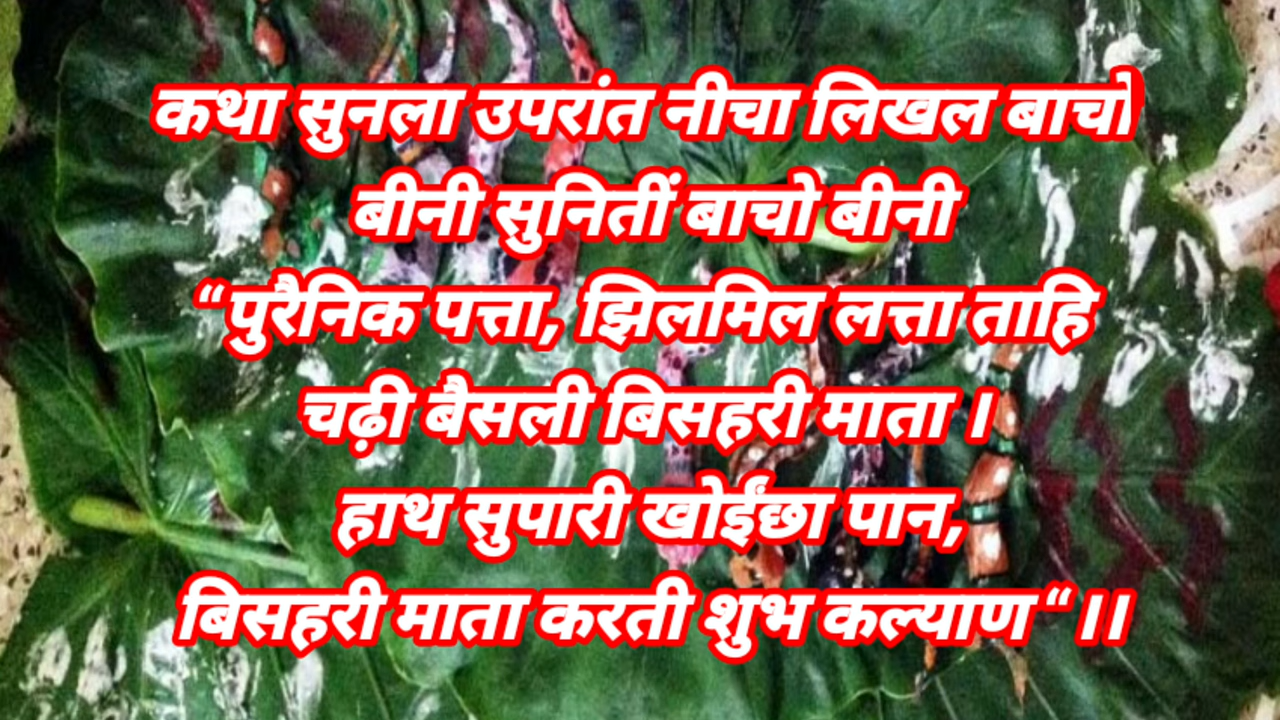 कथा सुनला उपरांत नीचा लिखल बाचो
बीनी सुनितीं बाचो बीनी
“पुरैनिक पत्ता, झिलमिल लत्ता ताहि
चढ़ी बैसली बिसहरी माता ।
हाथ सुपारी खोईंछा पान,
बिसहरी माता करती शुभ कल्याण“ ।।